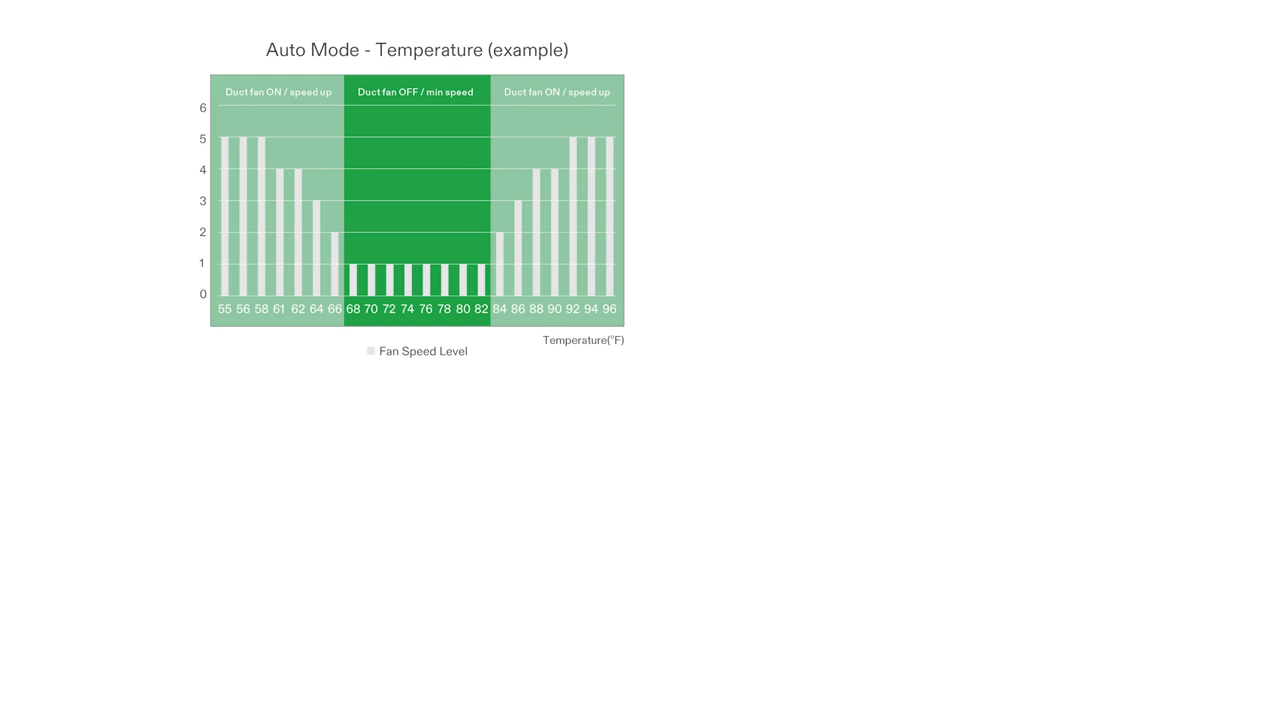 Auto Mode - Temperature (example)
Duct fan ON / speed up
Duct fan OFF / min speed
Duct fan ON / speed up
6
5
4
3
2
1
0
55 56 58 61 62 64 66 68 70 72 74 76 78 80 82 84 86 88 90 92 94 96
Temperature(°F)
Fan Speed Level